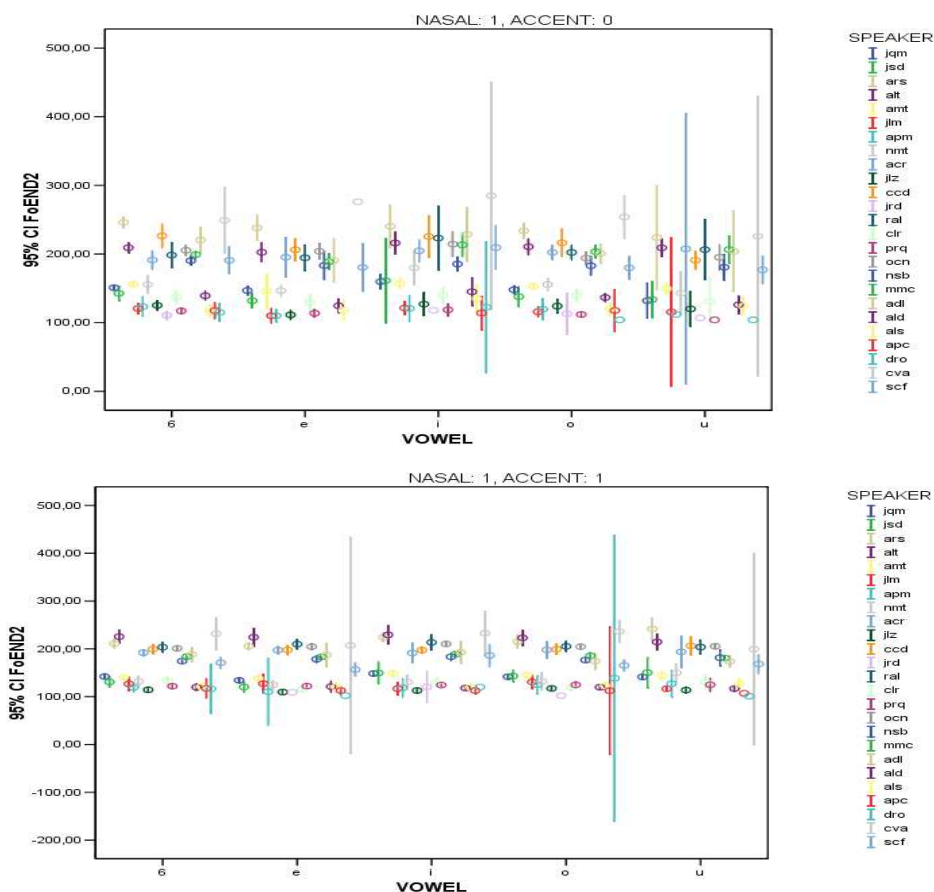 NASAL: 1, ACCENT: 0
500,00
400,00
300,00
200,00
100,00
0,00
95% CI FoEND2
6 e i o u
VOWEL
SPEAKER
jqm
jsd
ars
alt
amt
jlm
apm
nmt
acr
jlz
ccd
jrd
ral
clr
prq
ocn
nsb
mmc
adl
ald
als
apc
dro
cva
scf
NASAL: 1, ACCENT: 1
500,00
400,00
300,00
200,00
100,00
0,00
-100,00
-200,00
95% CI FoEND2
6 e i o u
VOWEL
SPEAKER
jqm
jsd
ars
alt
amt
jlm
apm
nmt
acr
jlz
ccd
jrd
ral
clr
prq
ocn
nsb
mmc
adl
ald
als
apc
dro
cva
scf